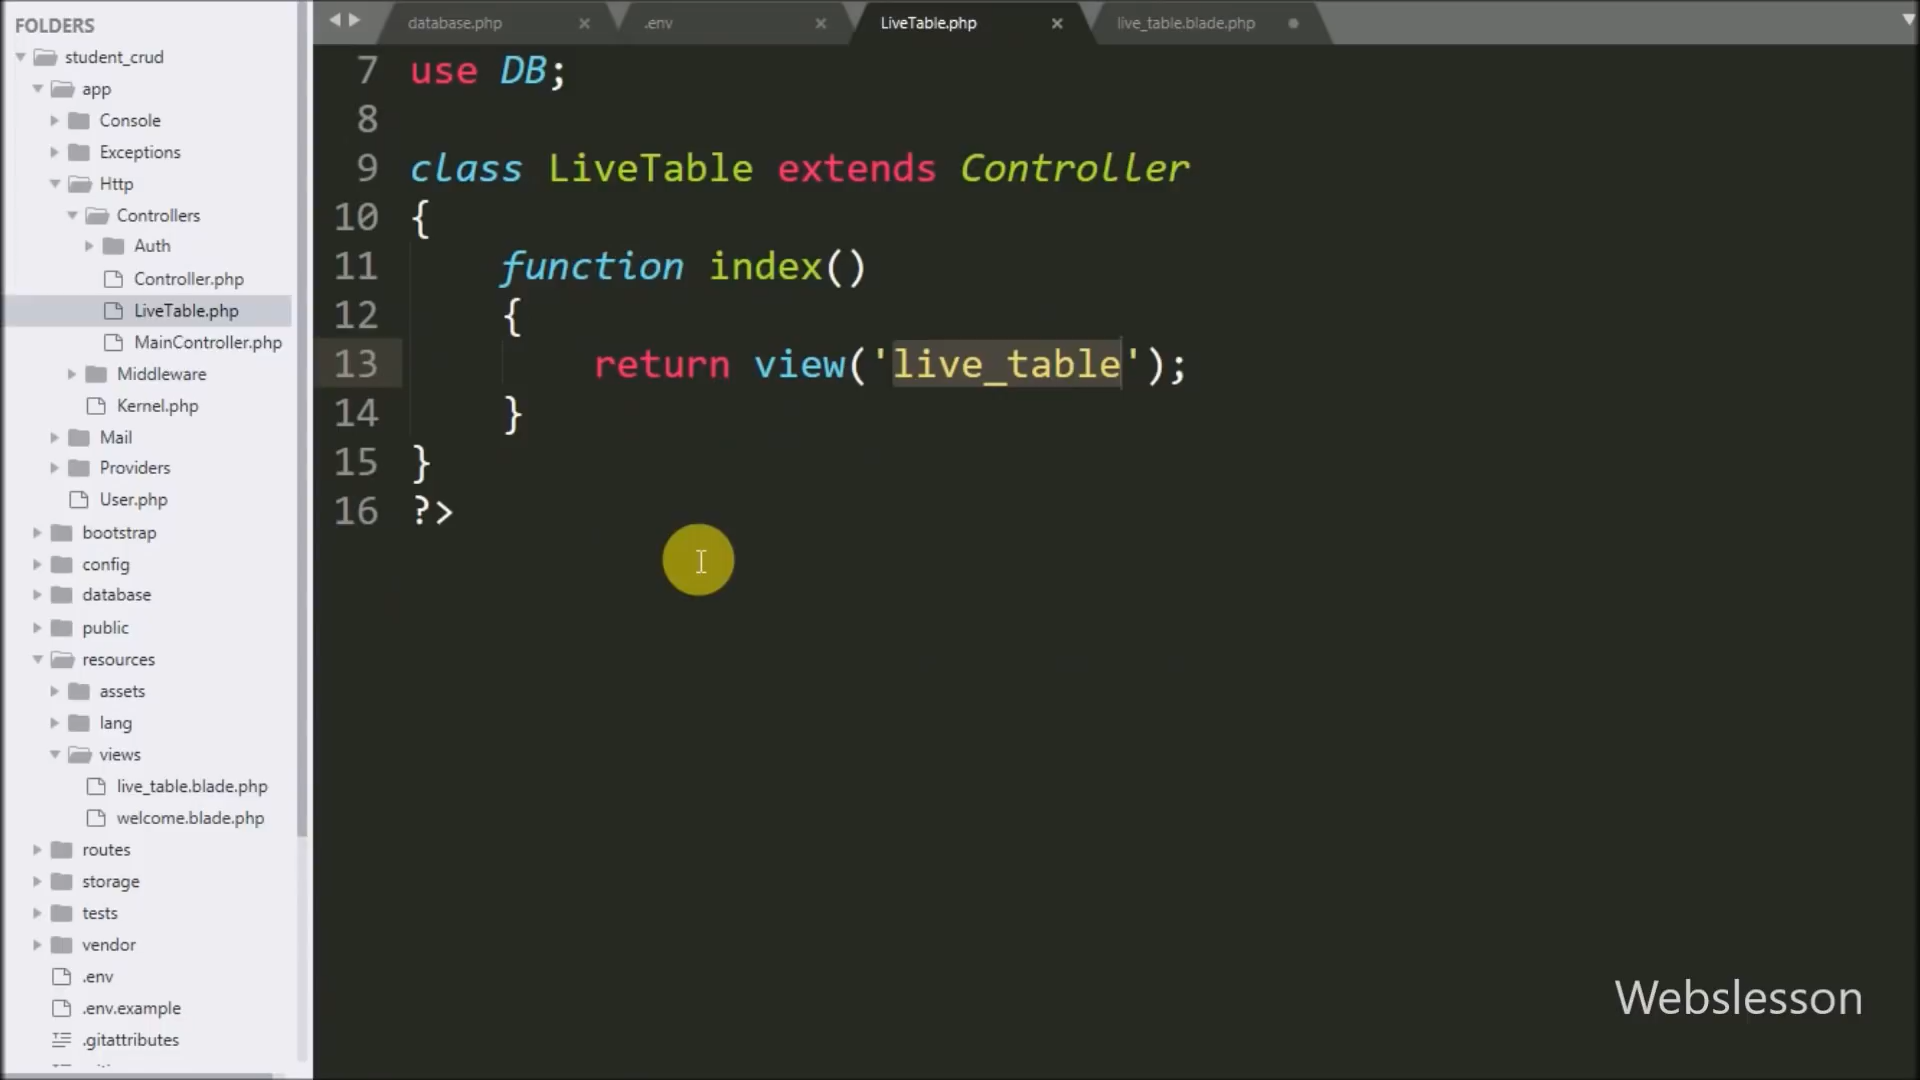 FOLDERS
student_crud
app
Console
Exceptions
Http
Controllers
Auth
Controller.php
LiveTable.php
MainController.php
Middleware
Kernel.php
Mail
Providers
User.php
bootstrap
config
database
public
resources
assets
lang
views
live_table.blade.php
welcome.blade.php
routes
storage
tests
vendor
.env
.env.example
.gitattributes
database.php
.env
LiveTable.php
live_table.blade.php
7 use DB;
8
9 class LiveTable extends Controller
10 {
11 function index()
12 {
13 return view('live_table');
14 }
15 }
16 ?>
Webslesson